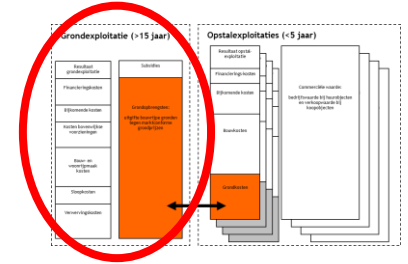 Grondexploitatie (>15 jaar)
Resultaat
grondexploitatie
Financieringskosten
Bijkomende kosten
Kosten bovenwijkse
voorzieningen
Bouw- en
woonrijpmaak
kosten
Sloopkosten
Verwervingskosten
Subsidies
Grondopbrengsten:
uitgifte bouwrijpe gronden
tegen marktconforme
grondprijzen
Opstalexploitaties (<5 jaar)
Resultaat opstal-
exploitatie
Financieringskosten
Bijkomende kosten
Bouwkosten
Grondkosten
Commerciële waarde:
bedrijfswaarde bij huurobjecten
en verkoopwaarde bij
koopobjecten